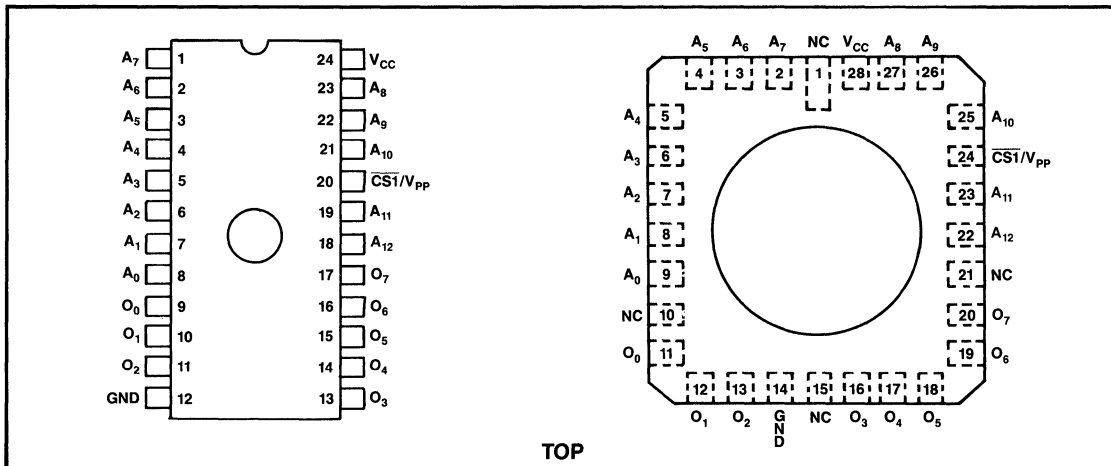 A7 1 24 VCC
A6 2 23 A8
A5 3 22 A9
A4 4 21 A10
A3 5 20 C̅S̅1̅/VPP
A2 6 19 A11
A1 7 18 A12
A0 8 17 O7
O0 9 16 O6
O1 10 15 O5
O2 11 14 O4
GND 12 13 O3
A5 A6 A7 NC VCC A8 A9
4 3 2 1 28 27 26
A4 5 25 A10
A3 6 24 C̅S̅1̅/VPP
A2 7 23 A11
A1 8 22 A12
A0 9 21 NC
NC 10 20 O7
O0 11 19 O6
12 13 14 15 16 17 18
O1 O2 GND NC O3 O4 O5
TOP